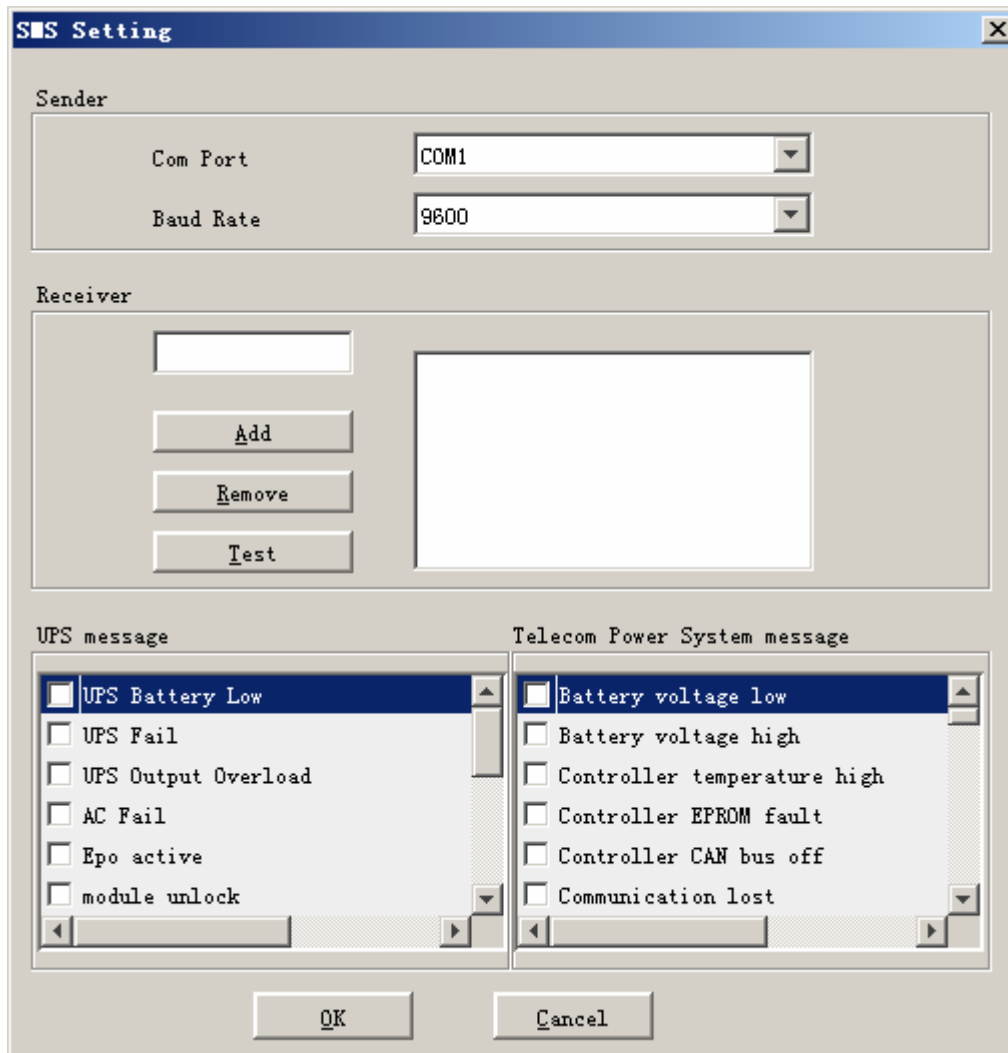 SMS Setting
Sender
Com Port
COM1
Baud Rate
9600
Receiver
Add
Remove
Test
UPS message
UPS Battery Low
UPS Fail
UPS Output Overload
AC Fail
Epo active
module unlock
Telecom Power System message
Battery voltage low
Battery voltage high
Controller temperature high
Controller EPROM fault
Controller CAN bus off
Communication lost
OK
Cancel